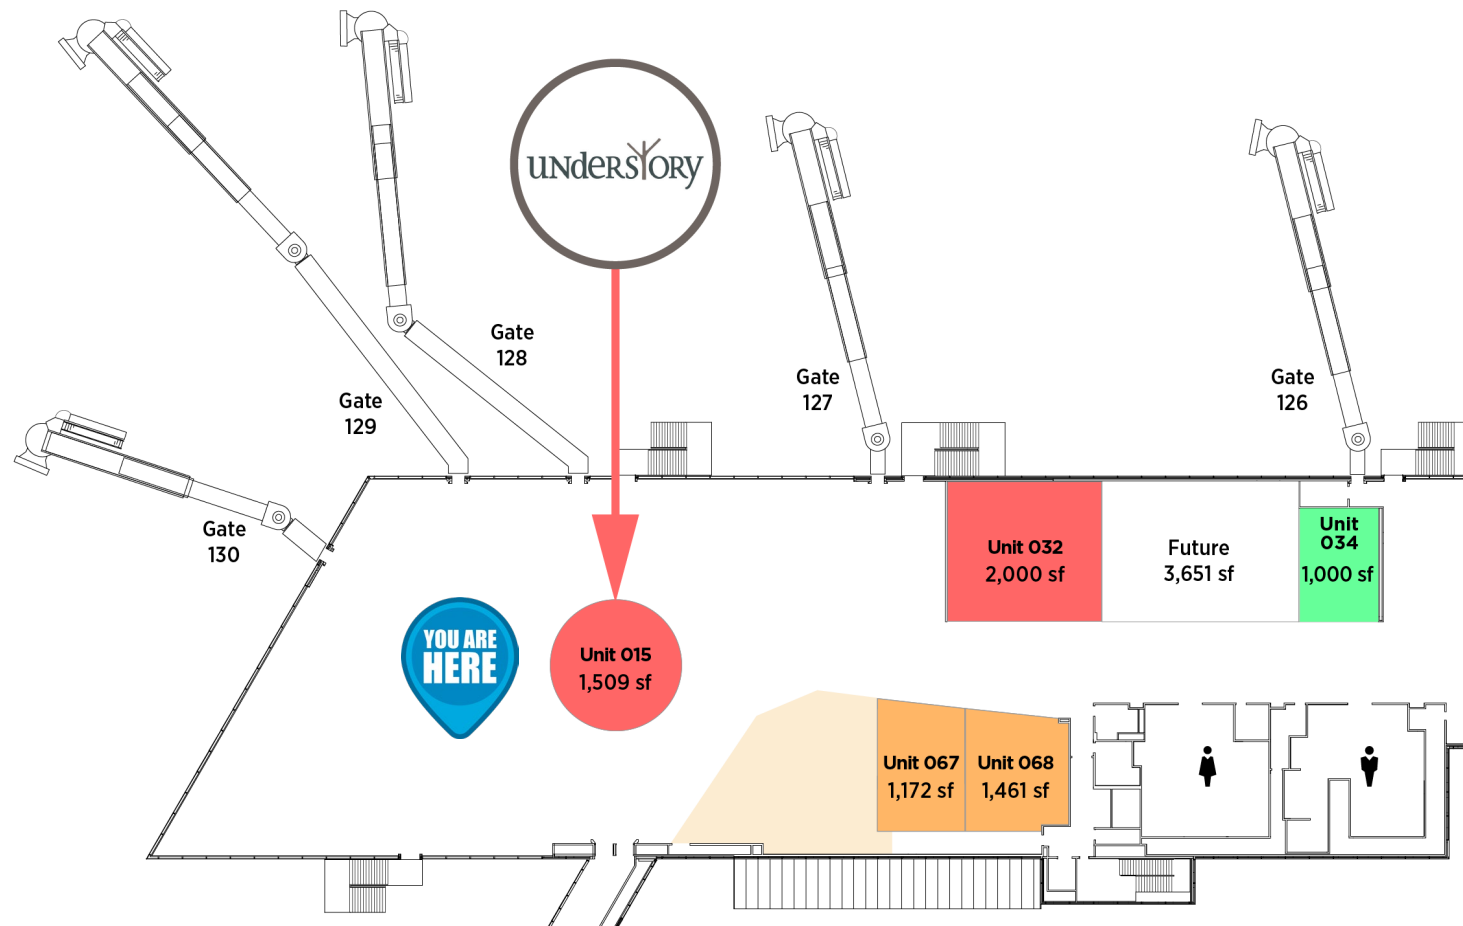 UNDERSTORY
Gate
128
Gate
127
Gate
126
Gate
129
Gate
130
Unit 032
2,000 sf
Future
3,651 sf
Unit
034
1,000 sf
YOU ARE
HERE
Unit 015
1,509 sf
Unit 067
1,172 sf
Unit 068
1,461 sf